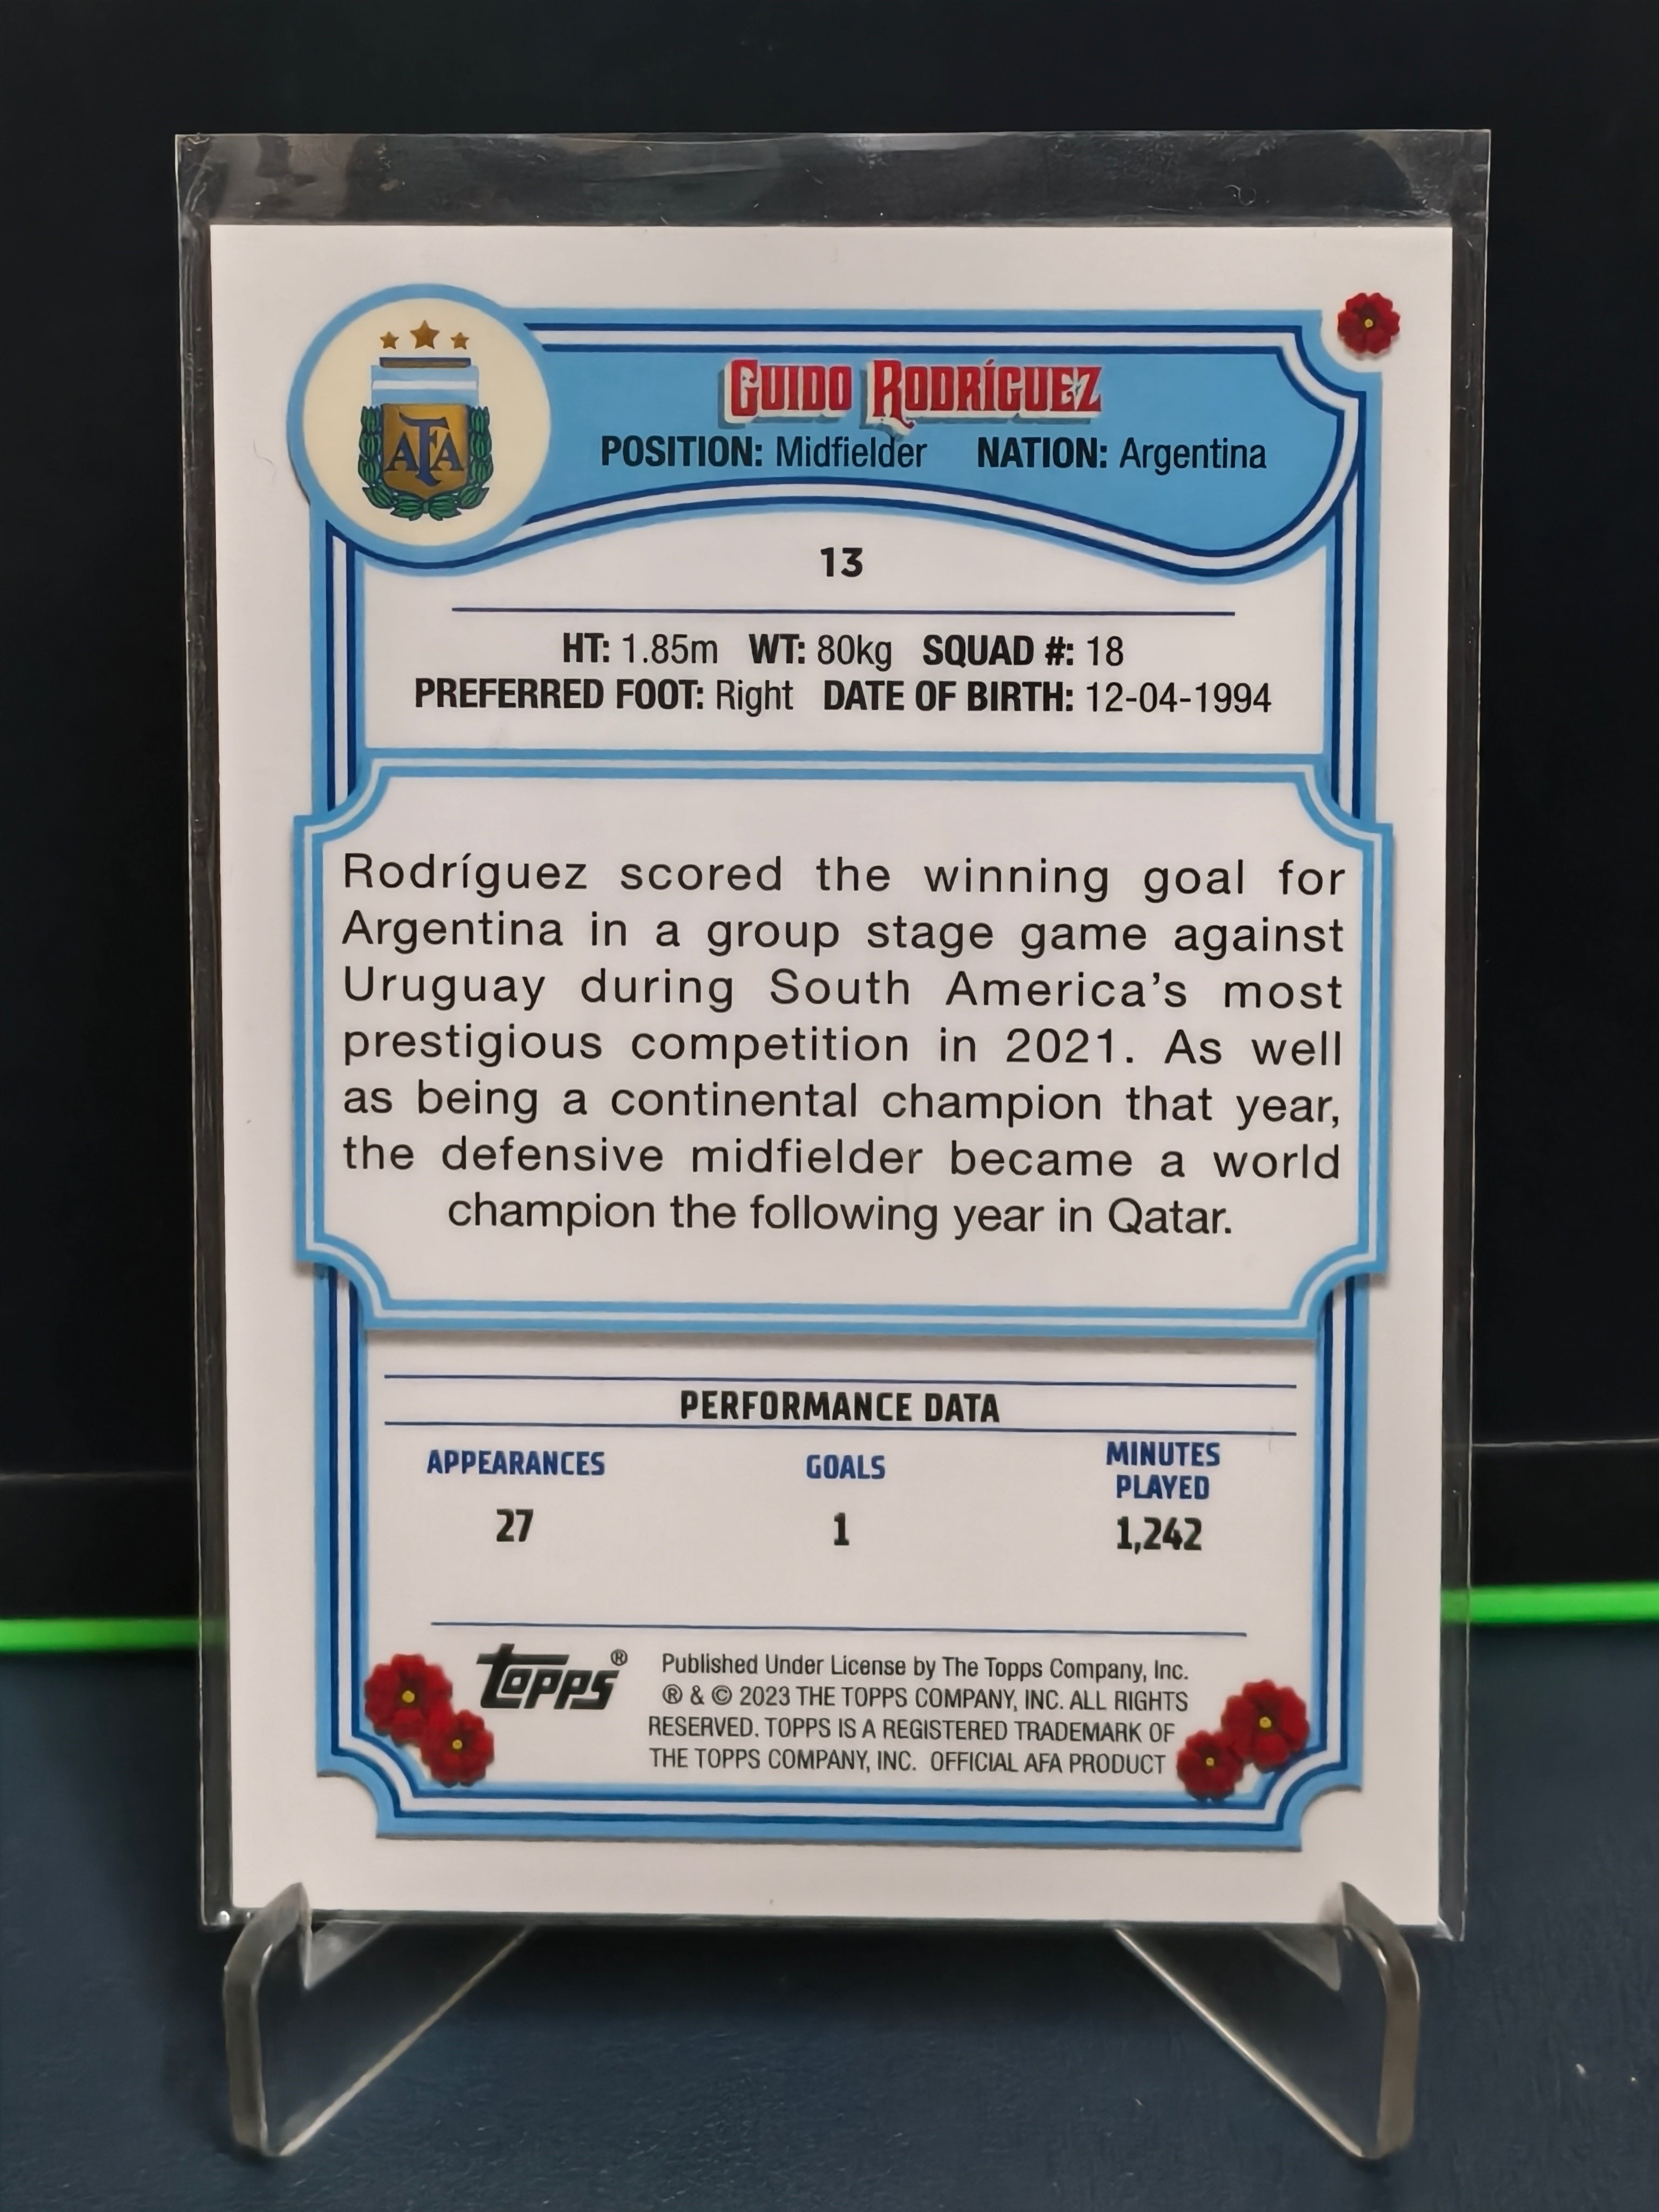 AFA
GUIDO RODRÍGUEZ
POSITION: Midfielder NATION: Argentina
13
HT: 1.85m WT: 80kg SQUAD #: 18
PREFERRED FOOT: Right DATE OF BIRTH: 12-04-1994
Rodríguez scored the winning goal for
Argentina in a group stage game against
Uruguay during South America's most
prestigious competition in 2021. As well
as being a continental champion that year,
the defensive midfielder became a world
champion the following year in Qatar.
PERFORMANCE DATA
APPEARANCES GOALS MINUTES PLAYED
27 1 1,242
topps®
Published Under License by The Topps Company, Inc.
® & © 2023 THE TOPPS COMPANY, INC. ALL RIGHTS
RESERVED. TOPPS IS A REGISTERED TRADEMARK OF
THE TOPPS COMPANY, INC. OFFICIAL AFA PRODUCT